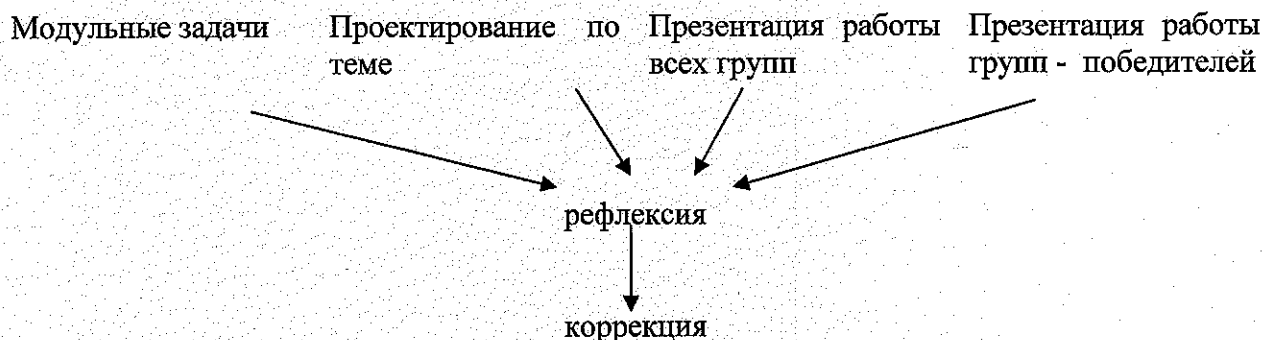 Модульные задачи
Проектирование по
теме
Презентация работы
всех групп
Презентация работы
групп - победителей
рефлексия
коррекция